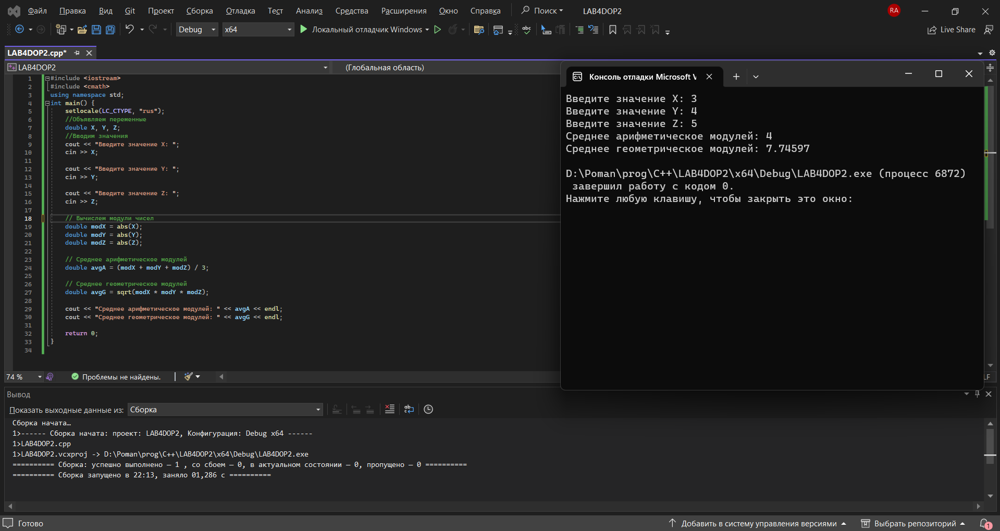 Файл Правка Вид Git Проект Сборка Отладка Тест Анализ Средства Расширения Окно Справка Поиск LAB4DOP2 RA
Debug x64 Локальный отладчик Windows abc Live Share
LAB4DOP2.cpp*
LAB4DOP2 (Глобальная область)
1 #include <iostream>
2 #include <cmath>
3 using namespace std;
4 int main() {
5 setlocale(LC_CTYPE, "rus");
6 //Объявляем переменные
7 double X, Y, Z;
8 //Вводим значения
9 cout << "Введите значение X: ";
10 cin >> X;
11
12 cout << "Введите значение Y: ";
13 cin >> Y;
14
15 cout << "Введите значение Z: ";
16 cin >> Z;
17
18 // Вычислем модули чисел
19 double modX = abs(X);
20 double modY = abs(Y);
21 double modZ = abs(Z);
22
23 // Среднее арифметическое модулей
24 double avgA = (modX + modY + modZ) / 3;
25
26 // Среднее геометрическое модулей
27 double avgG = sqrt(modX * modY * modZ);
28
29 cout << "Среднее арифметическое модулей: " << avgA << endl;
30 cout << "Среднее геометрическое модулей: " << avgG << endl;
31
32 return 0;
33 }
34
Консоль отладки Microsoft V
Введите значение X: 3
Введите значение Y: 4
Введите значение Z: 5
Среднее арифметическое модулей: 4
Среднее геометрическое модулей: 7.74597
D:\Poman\prog\C++\LAB4DOP2\x64\Debug\LAB4DOP2.exe (процесс 6872)
завершил работу с кодом 0.
Нажмите любую клавишу, чтобы закрыть это окно:
74 % Проблемы не найдены. LF
Вывод
Показать выходные данные из: Сборка
Сборка начата…
1>------ Сборка начата: проект: LAB4DOP2, Конфигурация: Debug x64 ------
1>LAB4DOP2.cpp
1>LAB4DOP2.vcxproj -> D:\Poman\prog\C++\LAB4DOP2\x64\Debug\LAB4DOP2.exe
========== Сборка: успешно выполнено — 1 , со сбоем — 0, в актуальном состоянии — 0, пропущено — 0 ==========
========== Сборка запущено в 22:13, заняло 01,286 с ==========
Готово Добавить в систему управления версиями Выбрать репозиторий 1